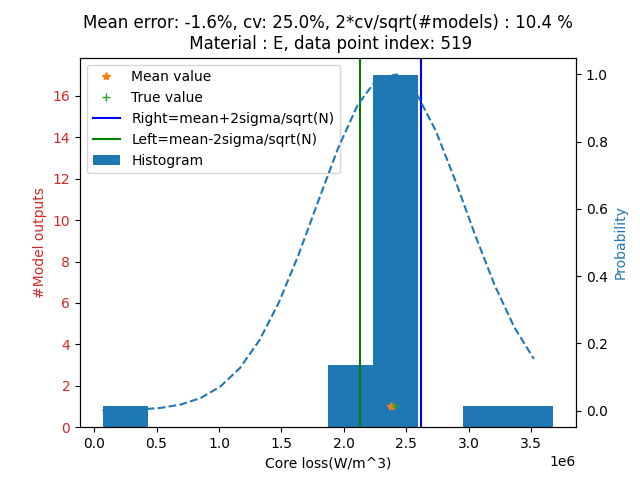 Mean error: -1.6%, cv: 25.0%, 2*cv/sqrt(#models) : 10.4 %
Material : E, data point index: 519
Mean value
True value
Right=mean+2sigma/sqrt(N)
Left=mean-2sigma/sqrt(N)
Histogram
#Model outputs
16
14
12
10
8
6
4
2
0
1.0
0.8
0.6
0.4
0.2
0.0
Probability
0.0 0.5 1.0 1.5 2.0 2.5 3.0 3.5
1e6
Core loss(W/m^3)